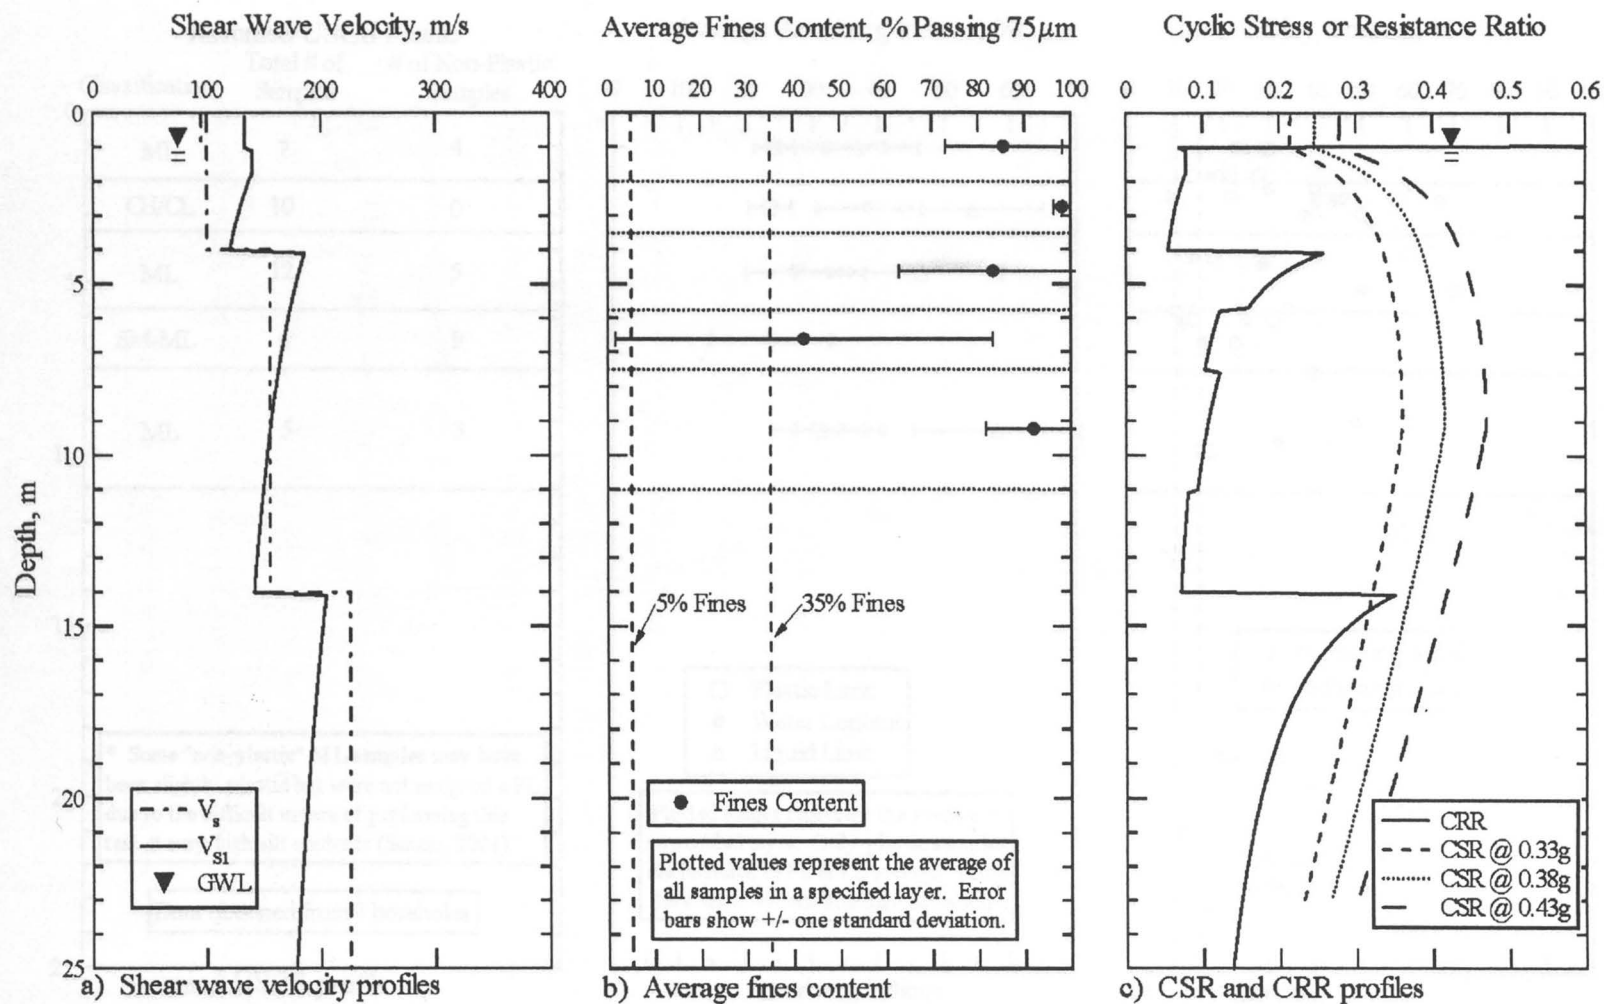 Shear Wave Velocity, m/s
Average Fines Content, % Passing 75μm
Cyclic Stress or Resistance Ratio
0 100 200 300 400
0 10 20 30 40 50 60 70 80 90 100
0 0.1 0.2 0.3 0.4 0.5 0.6
0
5
10
15
20
25
Depth, m
5% Fines
35% Fines
V
V S1
GWL
Fines Content
Plotted values represent the average of
all samples in a specified layer. Error
bars show +/- one standard deviation.
CRR
CSR @ 0.33g
CSR @ 0.38g
CSR @ 0.43g
a) Shear wave velocity profiles
b) Average fines content
c) CSR and CRR profiles